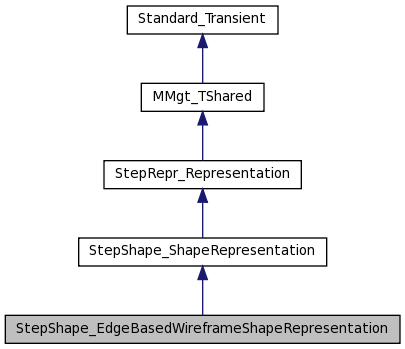 Standard_Transient
MMgt_TShared
StepRepr_Representation
StepShape_ShapeRepresentation
StepShape_EdgeBasedWireframeShapeRepresentation